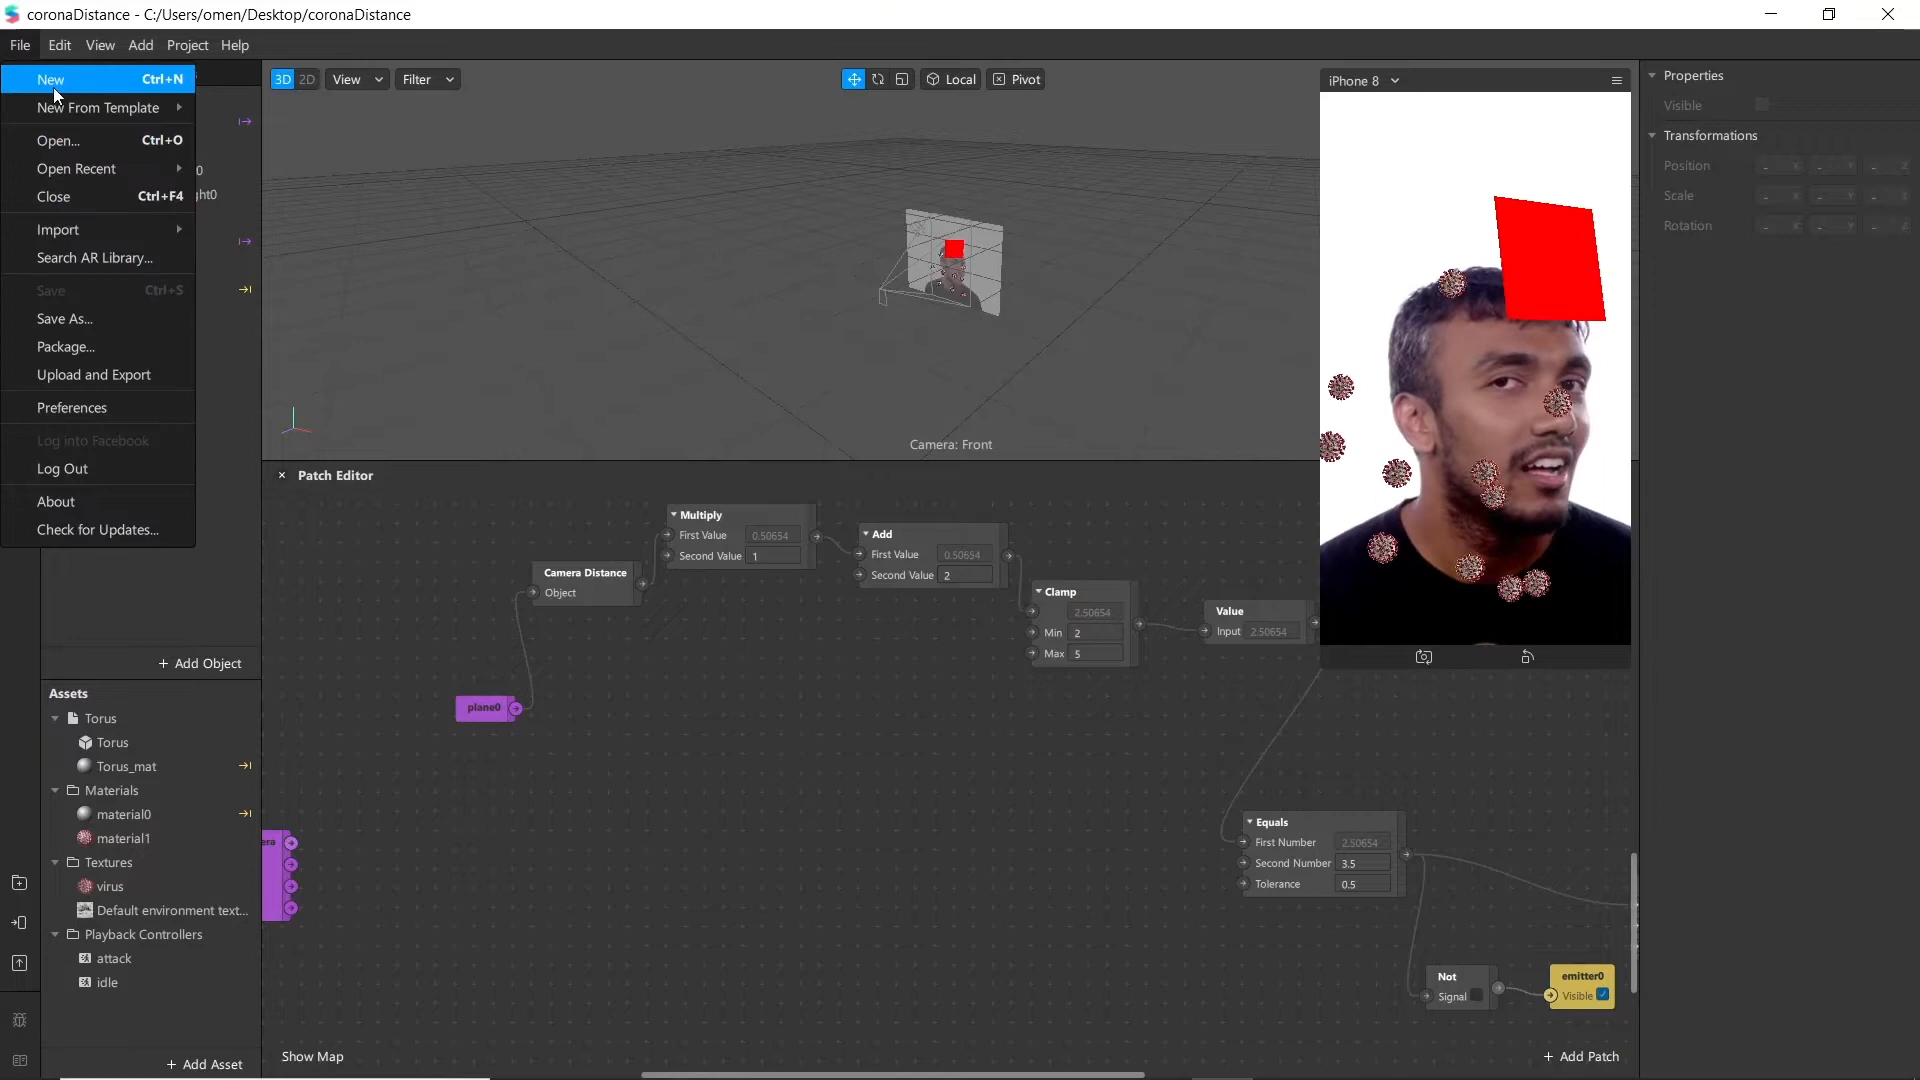 coronaDistance - C:/Users/omen/Desktop/coronaDistance
File Edit View Add Project Help
New Ctrl+N
New From Template
Open... Ctrl+O
Open Recent
Close Ctrl+F4
Import
Search AR Library...
Save Ctrl+S
Save As...
Package...
Upload and Export
Preferences
Log into Facebook
Log Out
About
Check for Updates...
0
ght0
+ Add Object
Assets
Torus
Torus
Torus_mat
Materials
material0
material1
Textures
virus
Default environment text...
Playback Controllers
attack
idle
+ Add Asset
3D 2D View Filter
Local Pivot
Camera: Front
Patch Editor
Multiply
First Value 0.50654
Second Value 1
Add
First Value 0.50654
Second Value 2
Camera Distance
Object
Clamp
2.50654
Min 2
Max 5
Value
Input 2.50654
plane0
era
Equals
First Number 2.50654
Second Number 3.5
Tolerance 0.5
Not
Signal
emitter0
Visible
Show Map
+ Add Patch
iPhone 8
Properties
Visible
Transformations
Position - X - Y - Z
Scale - X - Y - Z
Rotation - X - Y - Z